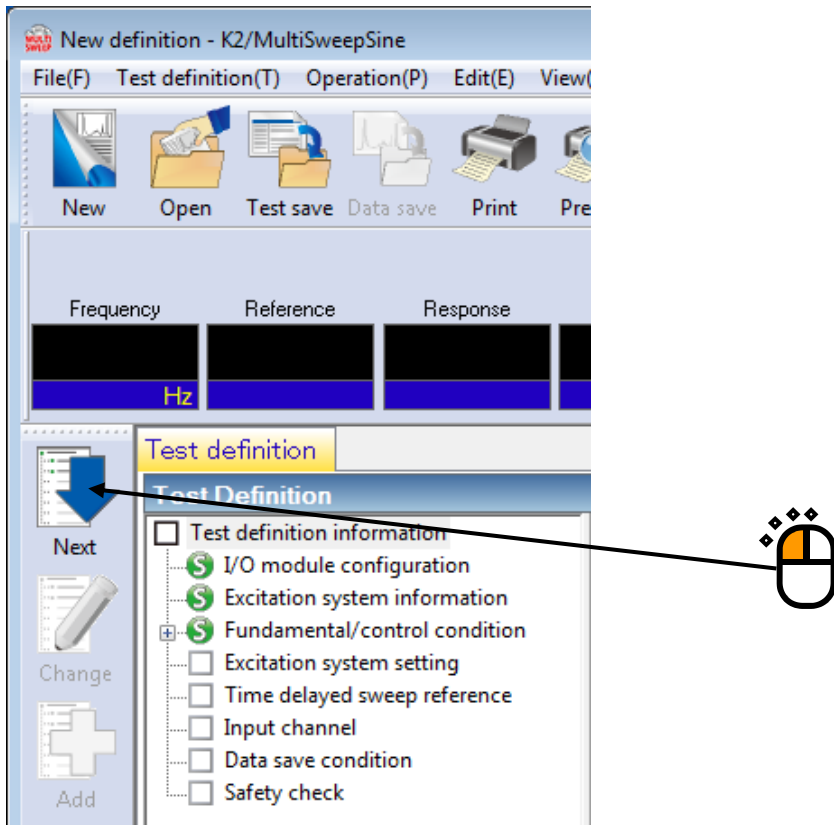 New definition - K2/MultiSweepSine
File(F) Test definition(T) Operation(P) Edit(E) View(
New Open Test save Data save Print Pre
Frequency Reference Response
Hz
Test definition
Test Definition
Next
Test definition information
I/O module configuration
S Excitation system information
S Fundamental/control condition
Change
Excitation system setting
Time delayed sweep reference
Input channel
Data save condition
Add
Safety check